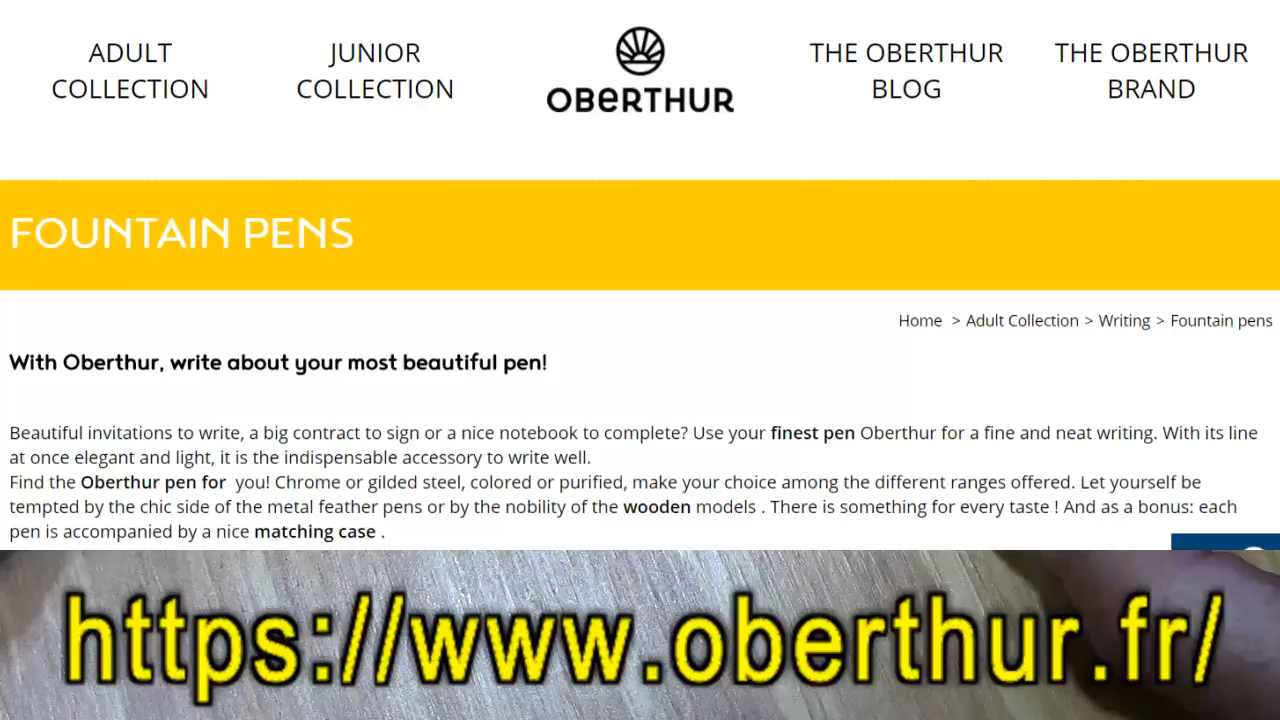 ADULT
COLLECTION
JUNIOR
COLLECTION
OBERTHUR
THE OBERTHUR
BLOG
THE OBERTHUR
BRAND
FOUNTAIN PENS
Home > Adult Collection > Writing > Fountain pens
With Oberthur, write about your most beautiful pen!
Beautiful invitations to write, a big contract to sign or a nice notebook to complete? Use your finest pen Oberthur for a fine and neat writing. With its line
at once elegant and light, it is the indispensable accessory to write well.
Find the Oberthur pen for you! Chrome or gilded steel, colored or purified, make your choice among the different ranges offered. Let yourself be
tempted by the chic side of the metal feather pens or by the nobility of the wooden models . There is something for every taste ! And as a bonus: each
pen is accompanied by a nice matching case .
https://www.oberthur.fr/